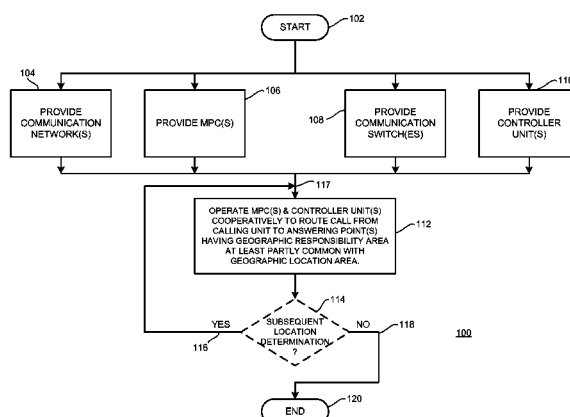 START
102
104
PROVIDE
COMMUNICATION
NETWORK(S)
106
PROVIDE MPC(S)
108
PROVIDE
COMMUNICATION
SWITCH(ES)
110
PROVIDE
CONTROLLER
UNIT(S)
117
OPERATE MPC(S) & CONTROLLER UNIT(S)
COOPERATIVELY TO ROUTE CALL FROM
CALLING UNIT TO ANSWERING POINT(S)
HAVING GEOGRAPHIC RESPONSIBILITY AREA
AT LEAST PARTLY COMMON WITH
GEOGRAPHIC LOCATION AREA.
112
114
SUBSEQUENT
LOCATION
DETERMINATION
?
YES
116
NO
118
100
END
120